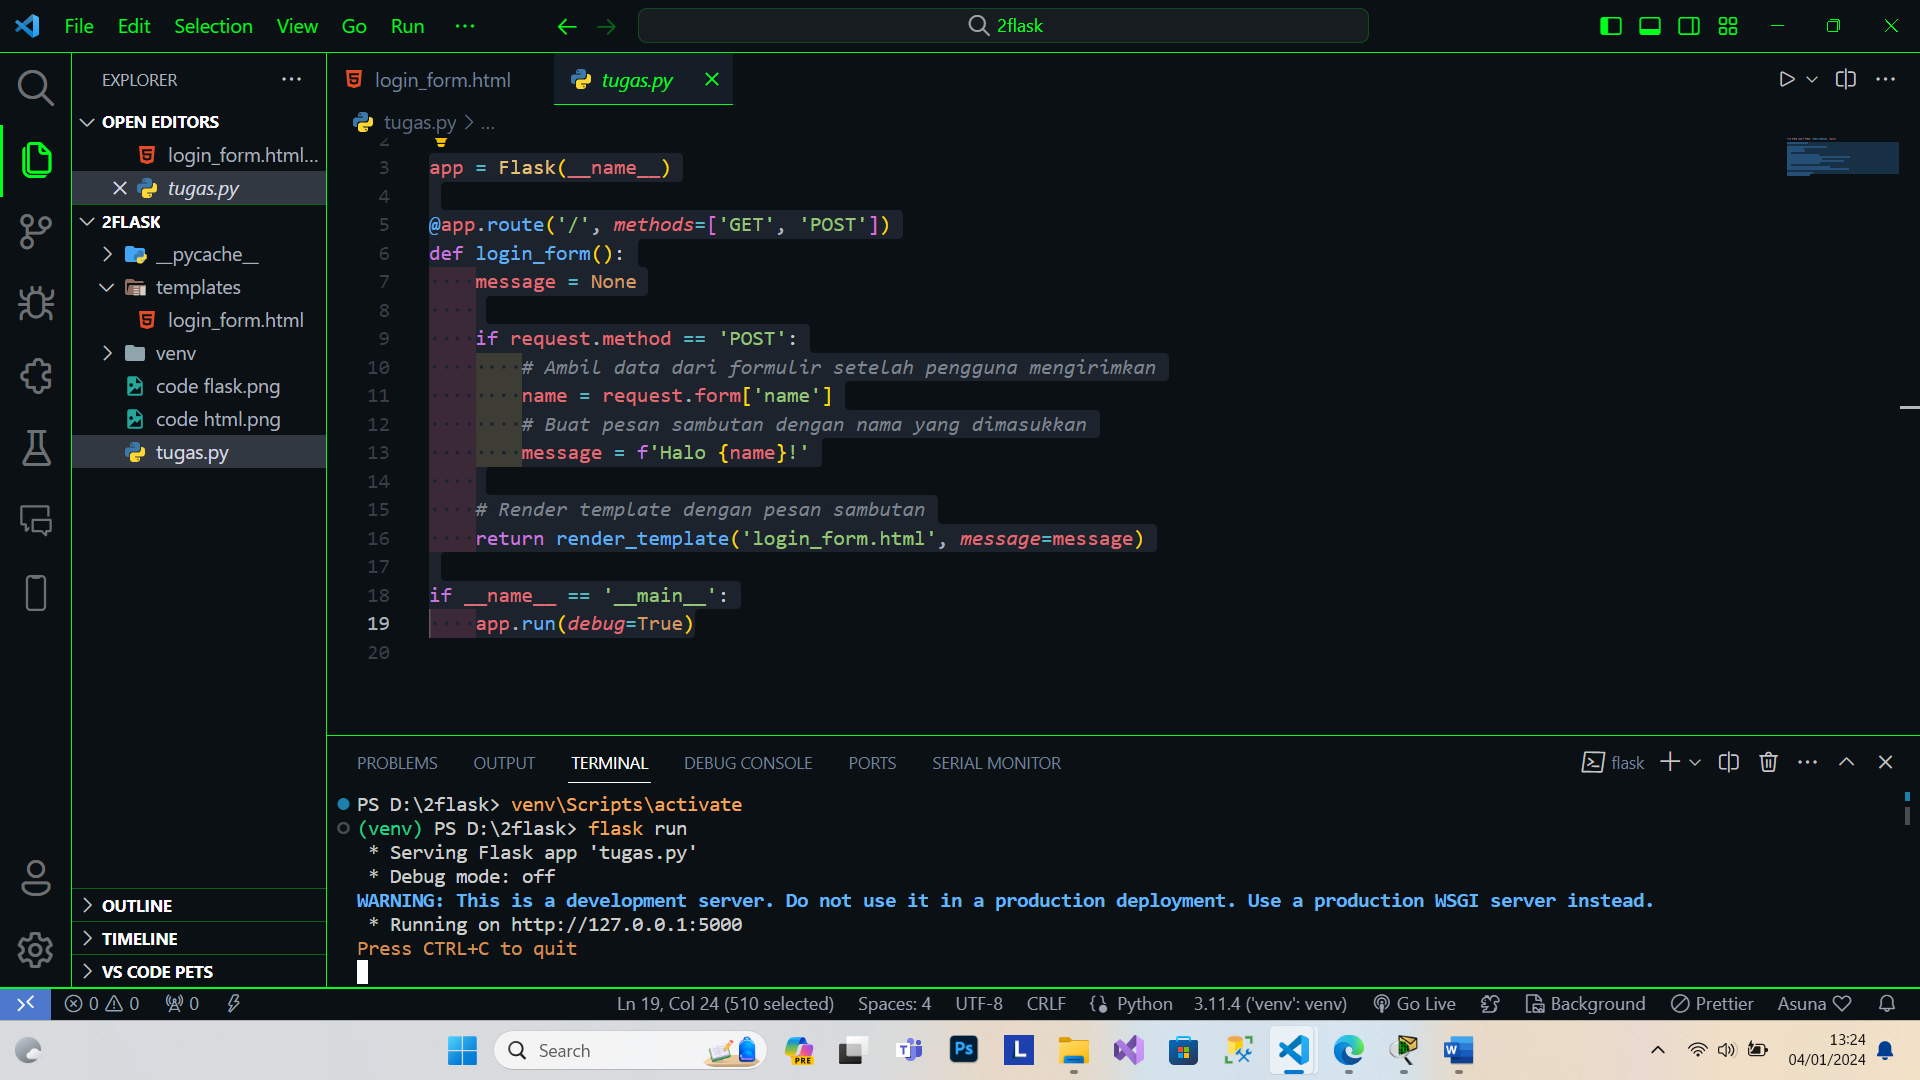 File Edit Selection View Go Run ...
2flask
EXPLORER
OPEN EDITORS
login_form.html...
tugas.py
2FLASK
__pycache__
templates
login_form.html
venv
code flask.png
code html.png
tugas.py
OUTLINE
TIMELINE
VS CODE PETS
login_form.html
tugas.py
tugas.py > ...
2
3 app = Flask(__name__)
4
5 @app.route('/', methods=['GET', 'POST'])
6 def login_form():
7 message = None
8
9 if request.method == 'POST':
10 # Ambil data dari formulir setelah pengguna mengirimkan
11 name = request.form['name']
12 # Buat pesan sambutan dengan nama yang dimasukkan
13 message = f'Halo {name}!'
14
15 # Render template dengan pesan sambutan
16 return render_template('login_form.html', message=message)
17
18 if __name__ == '__main__':
19 app.run(debug=True)
20
PROBLEMS OUTPUT TERMINAL DEBUG CONSOLE PORTS SERIAL MONITOR
flask
PS D:\2flask> venv\Scripts\activate
(venv) PS D:\2flask> flask run
* Serving Flask app 'tugas.py'
* Debug mode: off
WARNING: This is a development server. Do not use it in a production deployment. Use a production WSGI server instead.
* Running on http://127.0.0.1:5000
Press CTRL+C to quit
0 0 0
Ln 19, Col 24 (510 selected) Spaces: 4 UTF-8 CRLF Python 3.11.4 ('venv': venv) Go Live Background Prettier Asuna
Search
PRE
Ps
L
W
13:24
04/01/2024